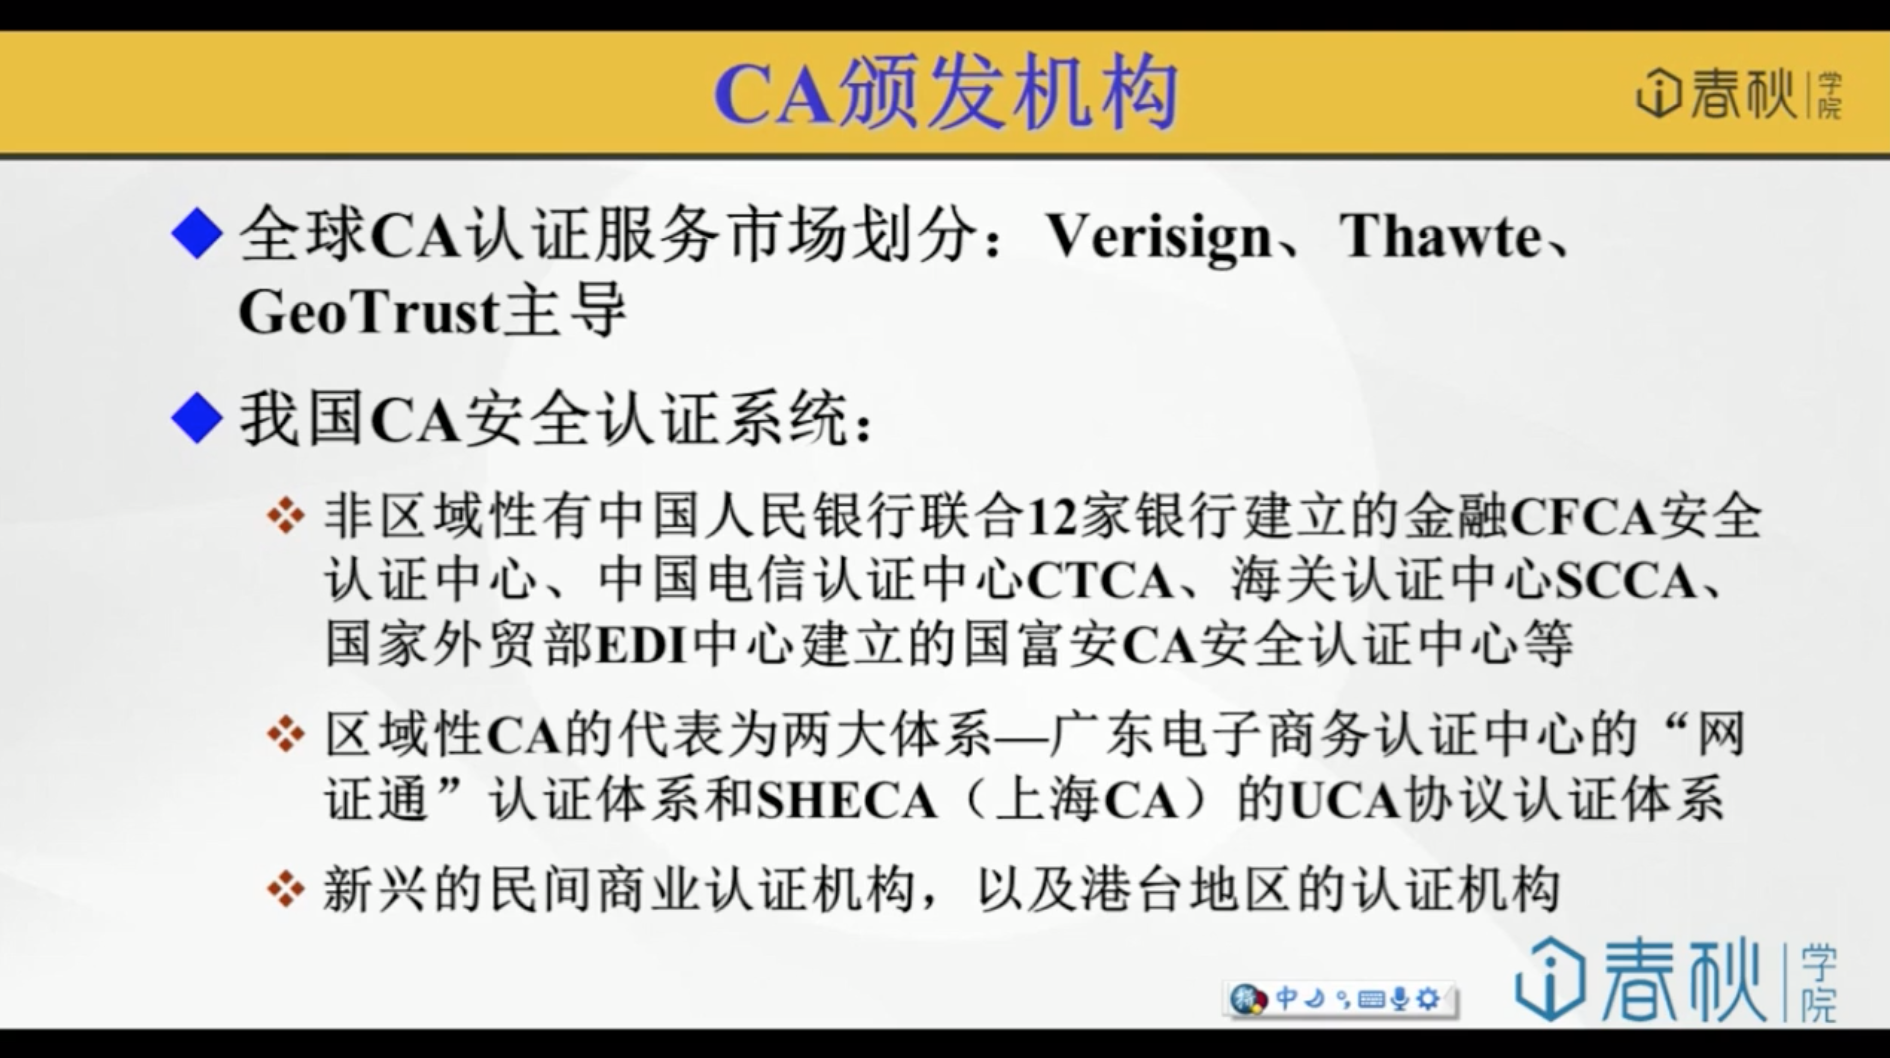 CA颁发机构
i春秋学院
全球CA认证服务市场划分：Verisign、Thawte、
GeoTrust主导
我国CA安全认证系统：
非区域性有中国人民银行联合12家银行建立的金融CFCA安全
认证中心、中国电信认证中心CTCA、海关认证中心SCCA、
国家外贸部EDI中心建立的国富安CA安全认证中心等
区域性CA的代表为两大体系—广东电子商务认证中心的“网
证通”认证体系和SHECA（上海CA）的UCA协议认证体系
新兴的民间商业认证机构，以及港台地区的认证机构
中
i春秋学院